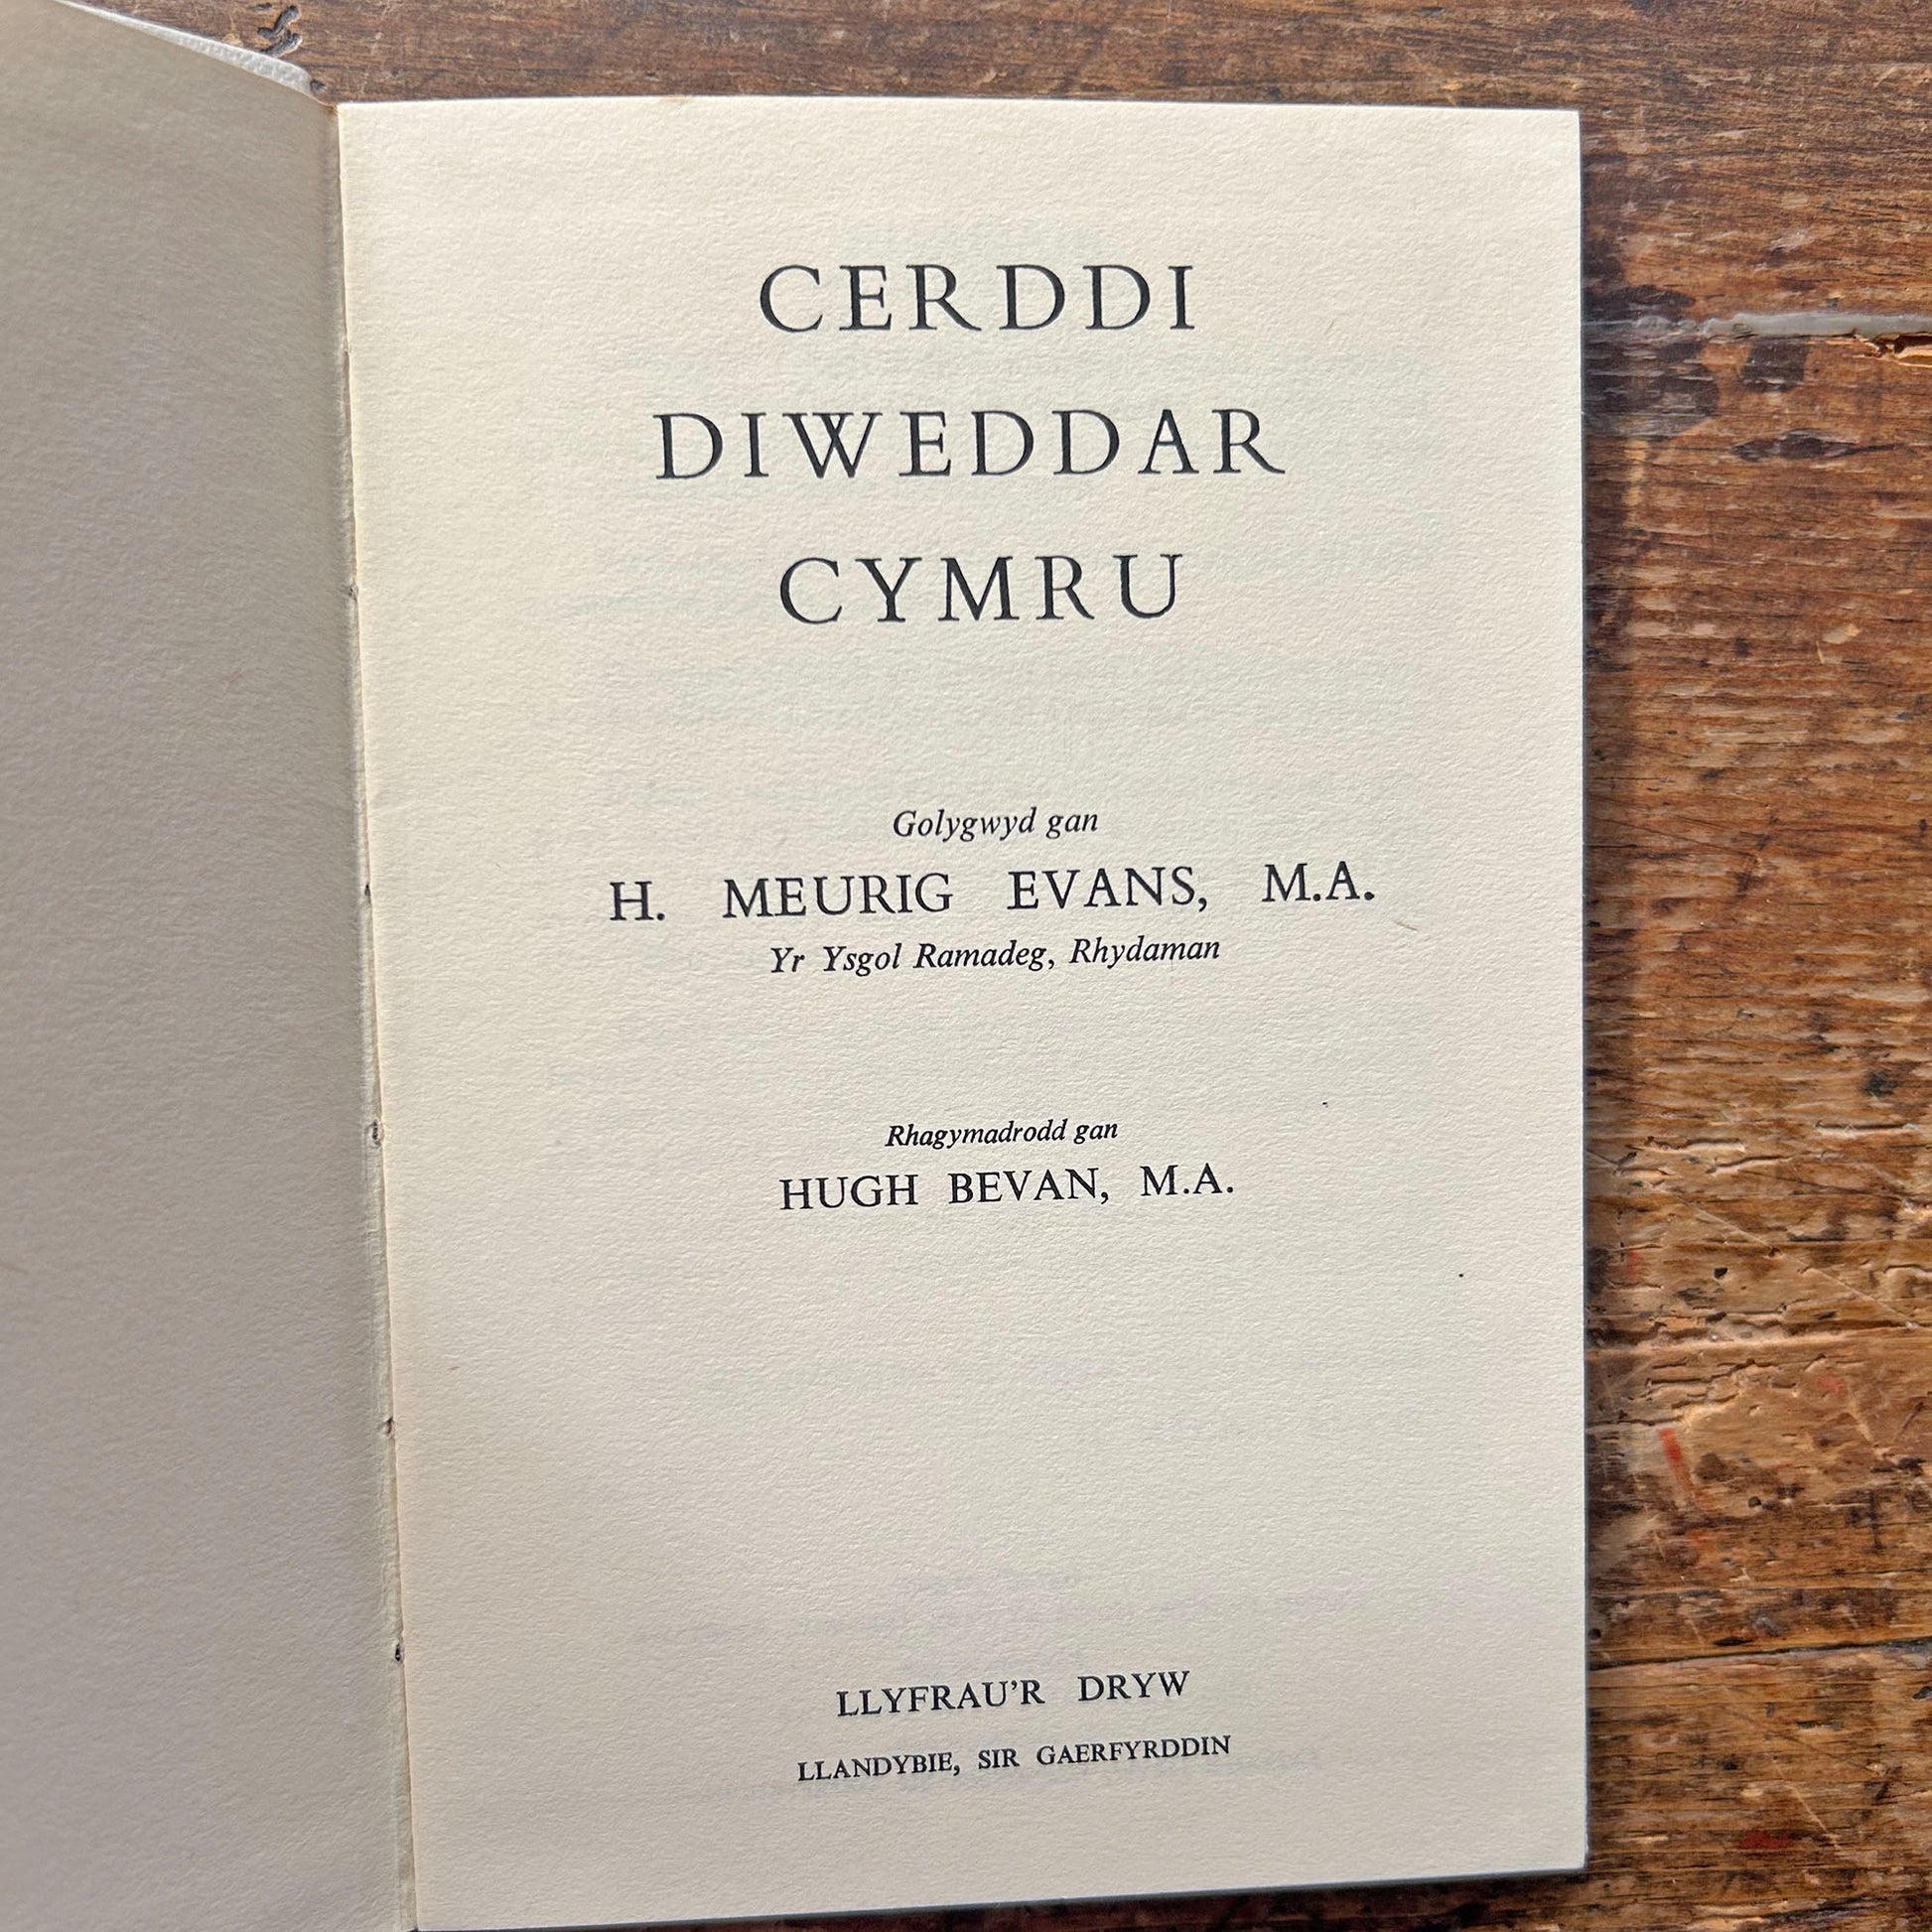 CERDDI
DIWEDDAR
CYMRU
Golygwyd gan
H. MEURIG EVANS, M.A.
Yr Ysgol Ramadeg, Rhydaman
Rhagymadrodd gan
HUGH BEVAN, M.A.
LLYFRAU'R DRYW
LLANDYBIE, SIR GAERFYRDDIN